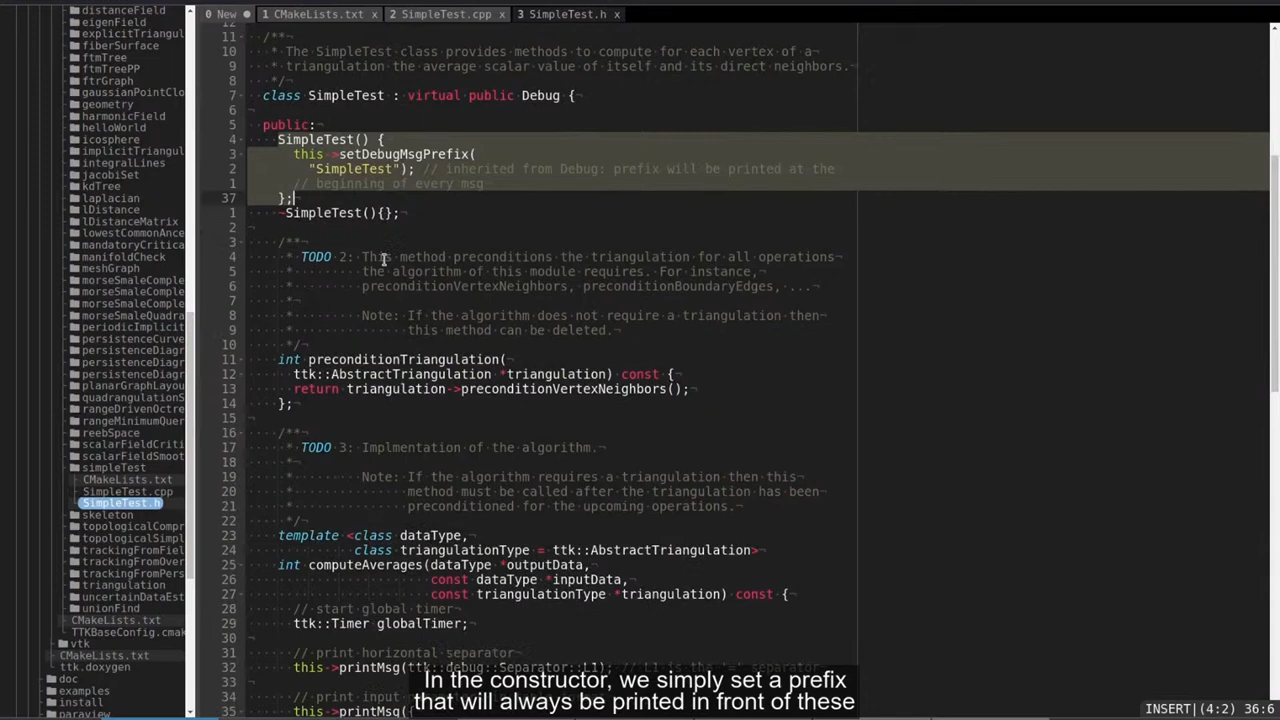 0 New
1 CMakeLists.txt x
2 SimpleTest.cpp x
3 SimpleTest.h x
distanceField
eigenField
explicitTriangul
fiberSurface
ftmTree
ftmTreePP
ftrGraph
gaussianPointClo
geometry
harmonicField
helloWorld
icosphere
implicitTriangul
integralLines
jacobiSet
kdTree
laplacian
lDistance
lDistanceMatrix
lowestCommonAnce
mandatoryCritica
manifoldCheck
meshGraph
morseSmaleComple
morseSmaleComple
morseSmaleComple
morseSmaleQuadra
periodicImplicit
persistenceCurve
persistenceDiagr
persistenceDiagr
persistenceDiagr
planarGraphLayou
quadrangulationS
rangeDrivenOctre
rangeMinimumQuer
reebSpace
scalarFieldCriti
scalarFieldSmoot
simpleTest
CMakeLists.txt
SimpleTest.cpp
SimpleTest.h
skeleton
topologicalCompr
topologicalSimpl
trackingFromFiel
trackingFromOver
trackingFromPers
triangulation
uncertainDataEst
unionFind
CMakeLists.txt
TTKBaseConfig.cmak
vtk
CMakeLists.txt
ttk.doxygen
doc
examples
install
paraview
12
11 /**
10 * The SimpleTest class provides methods to compute for each vertex of a
9 * triangulation the average scalar value of itself and its direct neighbors.
8 */
7 class SimpleTest : virtual public Debug {
6
5 public:
4 SimpleTest() {
3 this->setDebugMsgPrefix(
2 "SimpleTest"); // inherited from Debug: prefix will be printed at the
1 // beginning of every msg
37 };
1 ~SimpleTest(){};
2
3 /**
4 * TODO 2: This method preconditions the triangulation for all operations
5 * the algorithm of this module requires. For instance,
6 * preconditionVertexNeighbors, preconditionBoundaryEdges, ...
7 *
8 * Note: If the algorithm does not require a triangulation then
9 * this method can be deleted.
10 */
11 int preconditionTriangulation(
12 ttk::AbstractTriangulation *triangulation) const {
13 return triangulation->preconditionVertexNeighbors();
14 };
15
16 /**
17 * TODO 3: Implmentation of the algorithm.
18 *
19 * Note: If the algorithm requires a triangulation then this
20 * method must be called after the triangulation has been
21 * preconditioned for the upcoming operations.
22 */
23 template <class dataType,
24 class triangulationType = ttk::AbstractTriangulation>
25 int computeAverages(dataType *outputData,
26 const dataType *inputData,
27 const triangulationType *triangulation) const {
28 // start global timer
29 ttk::Timer globalTimer;
30
31 // print horizontal separator
32 this->printMsg(ttk::debug::Separator::L1); // L1 is the '=' separator
33
34 // print input
35 this->printMsg({
In the constructor, we simply set a prefix
that will always be printed in front of these
INSERT|(4:2) 36:6